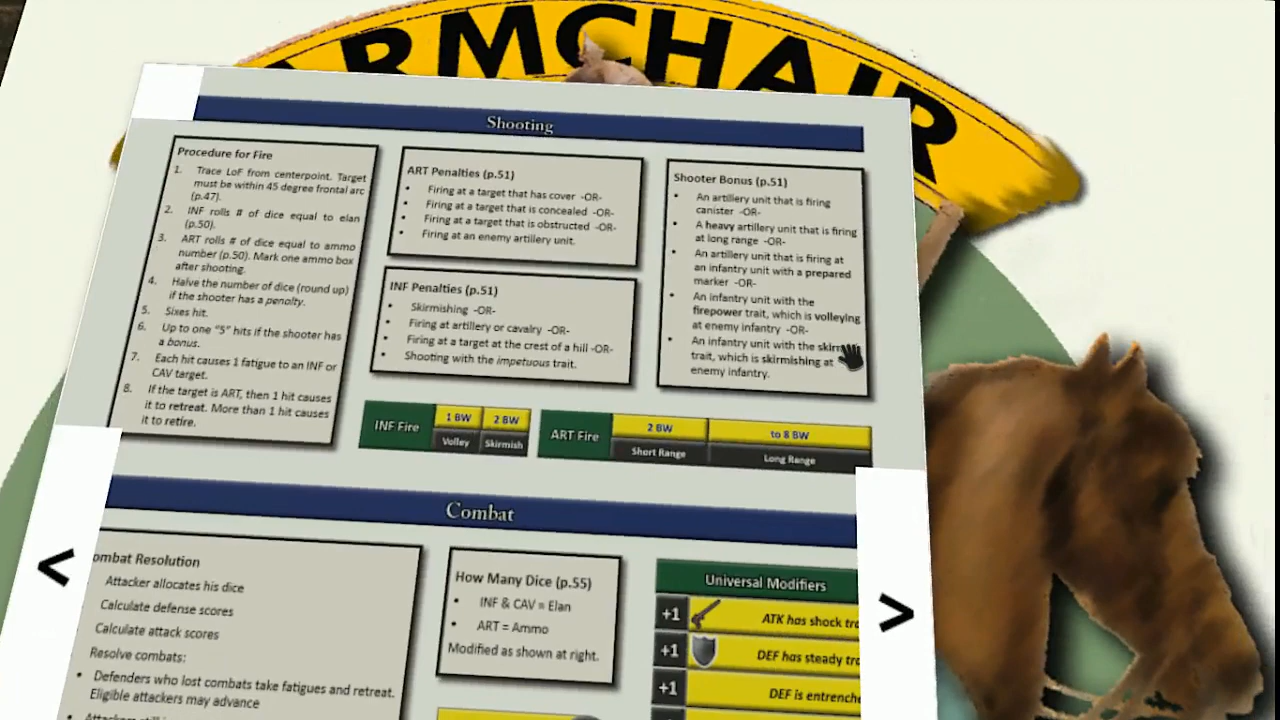 ARMCHAIR
Shooting
Procedure for Fire
1. Trace LoF from centerpoint. Target
must be within 45 degree frontal arc
(p.47).
2. INF rolls # of dice equal to elan
(p.50).
3. ART rolls # of dice equal to ammo
number (p.50). Mark one ammo box
after shooting.
4. Halve the number of dice (round up)
if the shooter has a penalty.
5. Sixes hit.
6. Up to one "5" hits if the shooter has
a bonus.
7. Each hit causes 1 fatigue to an INF or
CAV target.
8. If the target is ART, then 1 hit causes
it to retreat. More than 1 hit causes
it to retire.
ART Penalties (p.51)
• Firing at a target that has cover -OR-
• Firing at a target that is concealed -OR-
• Firing at a target that is obstructed -OR-
• Firing at an enemy artillery unit.
INF Penalties (p.51)
• Skirmishing -OR-
• Firing at artillery or cavalry -OR-
• Firing at a target at the crest of a hill -OR-
• Shooting with the impetuous trait.
Shooter Bonus (p.51)
• An artillery unit that is firing
canister -OR-
• A heavy artillery unit that is firing
at long range -OR-
• An artillery unit that is firing at
an infantry unit with a prepared
marker -OR-
• An infantry unit with the
firepower trait, which is volleying
at enemy infantry -OR-
• An infantry unit with the
trait, which is skirmishing at
enemy infantry.
INF Fire
1 BW
2 BW
Volley
Skirmish
ART Fire
2 BW
to 8 BW
Short Range
Long Range
Combat
ombat Resolution
Attacker allocates his dice
Calculate defense scores
Calculate attack scores
Resolve combats:
• Defenders who lost combats take fatigues and retreat.
Eligible attackers may advance
How Many Dice (p.55)
• INF & CAV = Elan
• ART = Ammo
Modified as shown at right.
Universal Modifiers
+1 ATK has shock tra
+1 DEF has steady tra
+1 DEF is entrenche
<
>